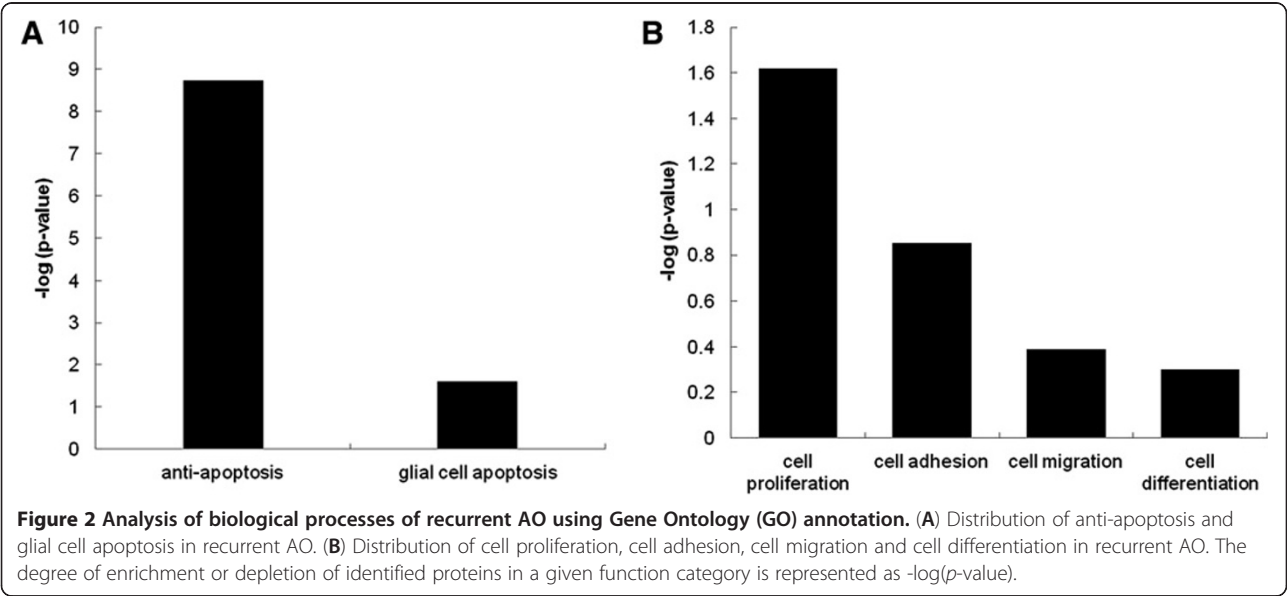 A
10
9
8
7
6
5
4
3
2
1
0
-log (p-value)
anti-apoptosis
glial cell apoptosis
B
1.8
1.6
1.4
1.2
1
0.8
0.6
0.4
0.2
0
-log (p-value)
cell
proliferation
cell adhesion
cell migration
cell
differentiation
Figure 2 Analysis of biological processes of recurrent AO using Gene Ontology (GO) annotation. (A) Distribution of anti-apoptosis and
glial cell apoptosis in recurrent AO. (B) Distribution of cell proliferation, cell adhesion, cell migration and cell differentiation in recurrent AO. The
degree of enrichment or depletion of identified proteins in a given function category is represented as -log(p-value).